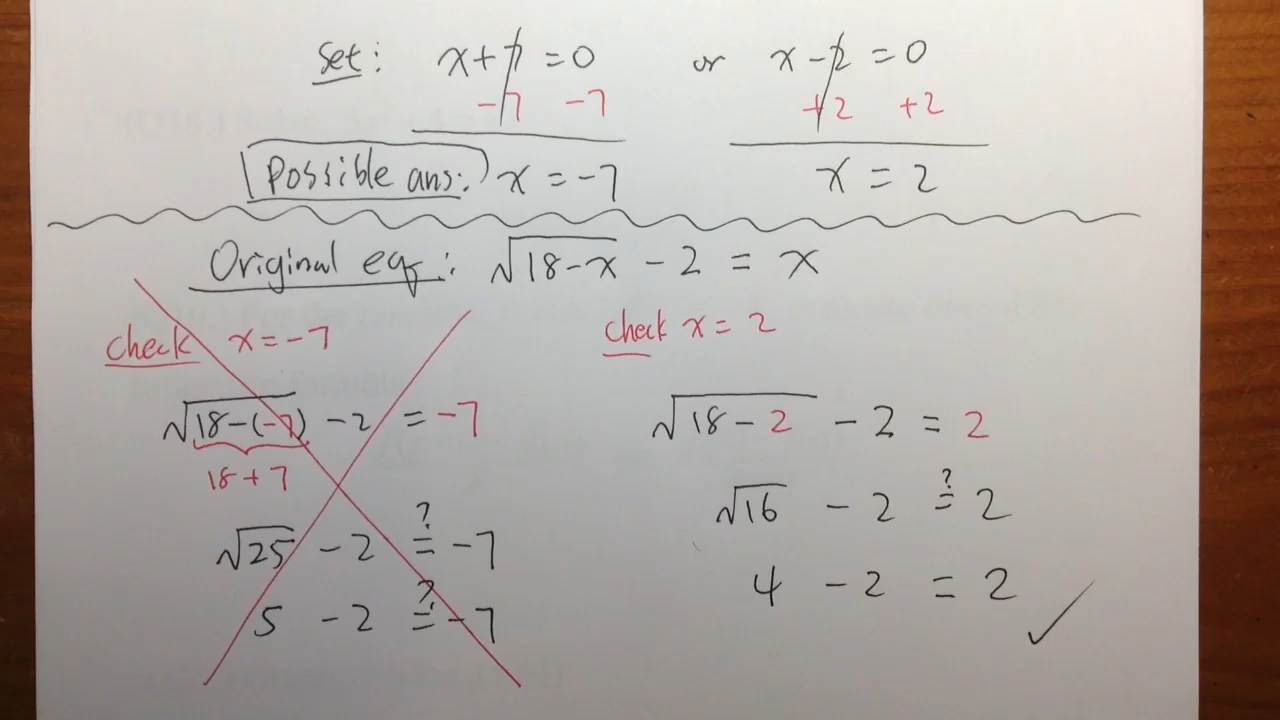 Set: x+7 =0 or x-2 =0
-7 -7 +2 +2
Possible ans: x = -7 x = 2
Original eq: √18-x - 2 = x
check x = -7 check x = 2
√18-(-7) -2 = -7 √18-2 - 2 = 2
18+7
√16 - 2 ?= 2
√25 -2 ?= -7
4 -2 = 2 ✓
5 -2 ?= -7